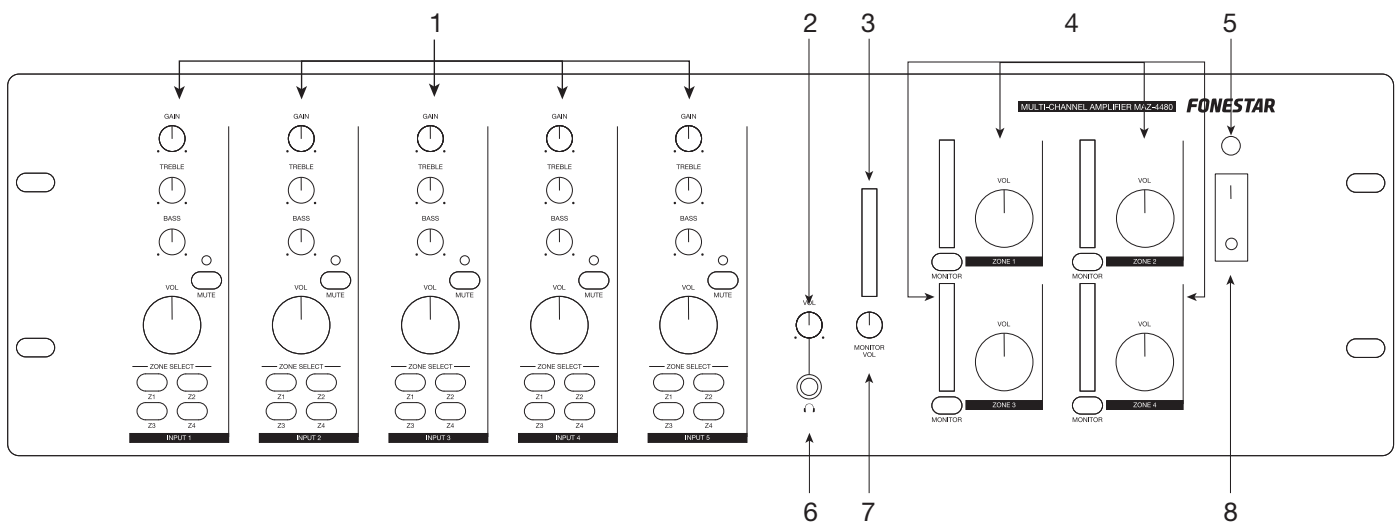 1 2 3 4 5
MULTI-CHANNEL AMPLIFIER MAZ-4480 FONESTAR
GAIN GAIN GAIN GAIN GAIN
TREBLE TREBLE TREBLE TREBLE TREBLE
BASS BASS BASS BASS BASS
VOL VOL
ZONE 1 ZONE 2
MONITOR MONITOR
MUTE MUTE MUTE MUTE MUTE
VOL VOL VOL VOL VOL
VOL
VOL VOL
MONITOR
VOL
ZONE SELECT ZONE SELECT ZONE SELECT ZONE SELECT ZONE SELECT
Z1 Z2 Z1 Z2 Z1 Z2 Z1 Z2 Z1 Z2
ZONE 3 ZONE 4
MONITOR MONITOR
Z3 Z4 Z3 Z4 Z3 Z4 Z3 Z4 Z3 Z4
INPUT 1 INPUT 2 INPUT 3 INPUT 4 INPUT 5
6 7 8